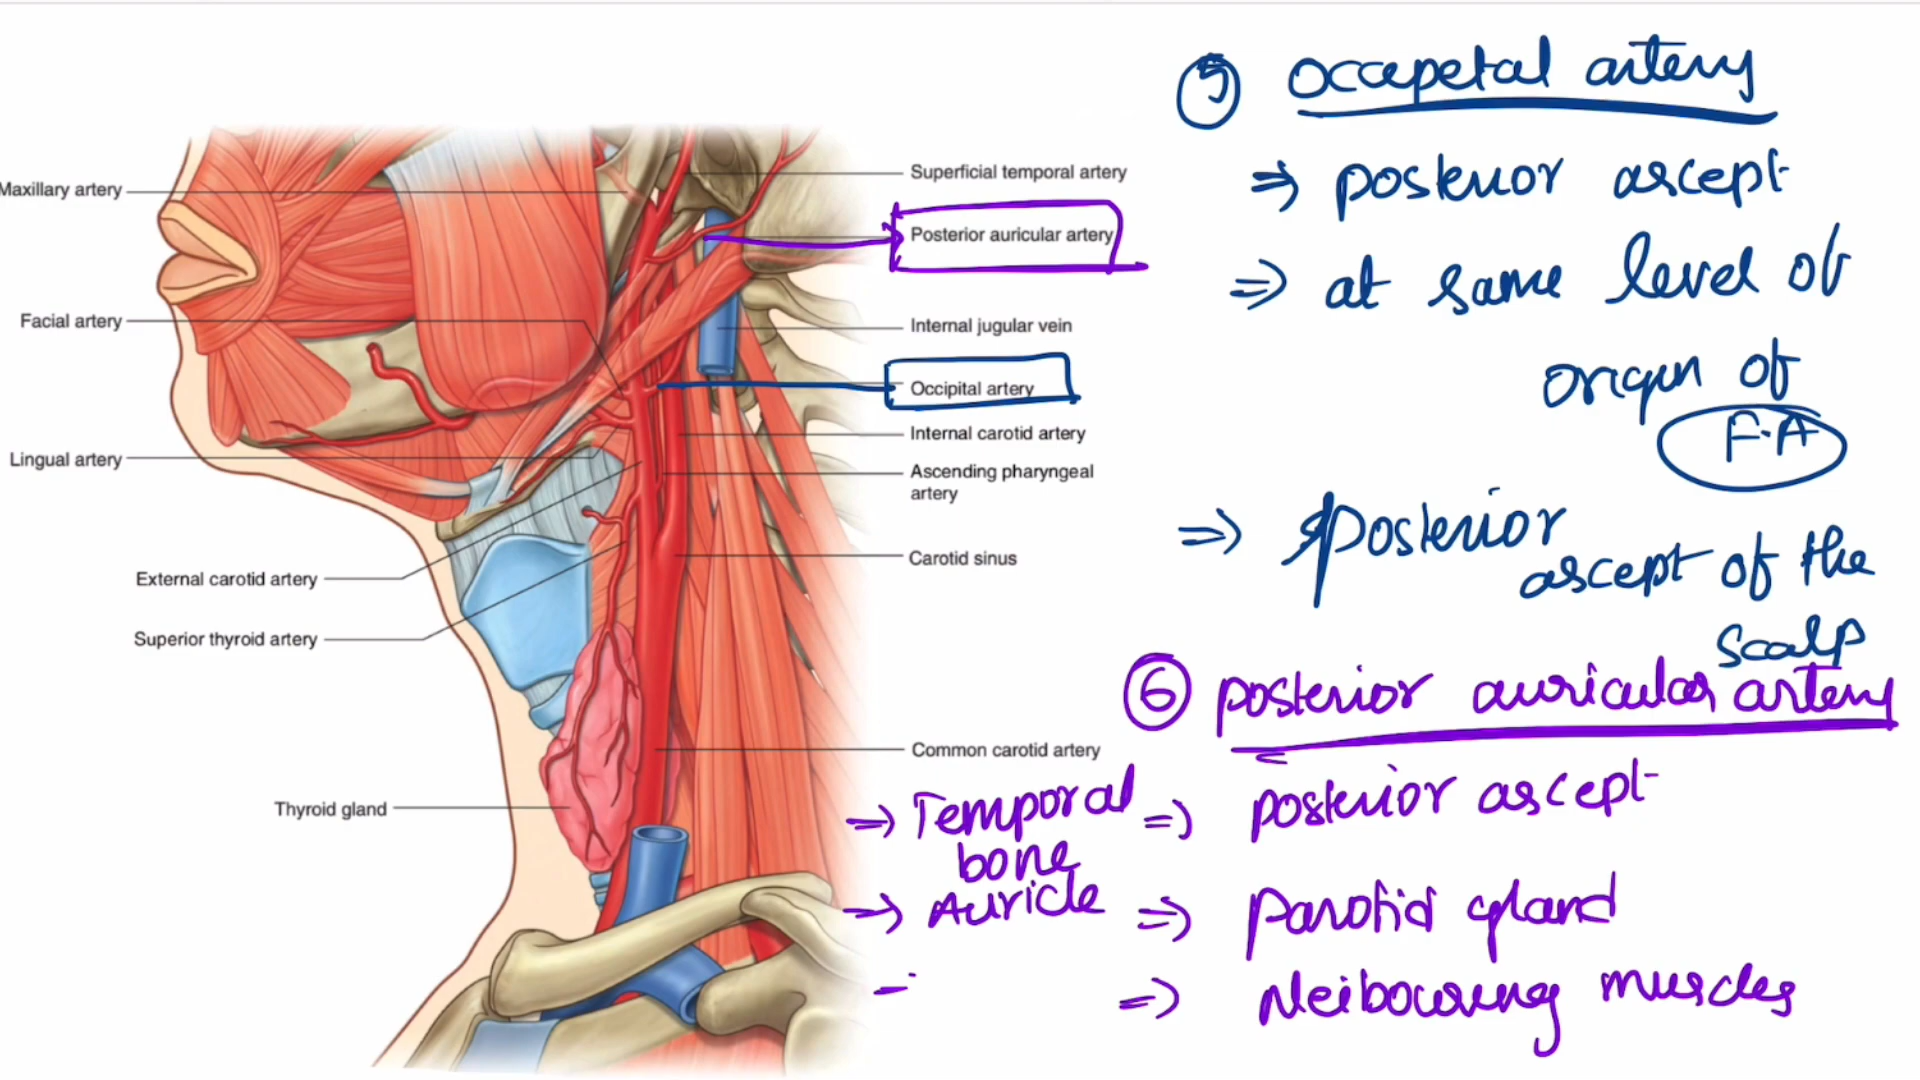 Maxillary artery
Facial artery
Lingual artery
External carotid artery
Superior thyroid artery
Thyroid gland
Superficial temporal artery
Posterior auricular artery
Internal jugular vein
Occipital artery
Internal carotid artery
Ascending pharyngeal
artery
Carotid sinus
Common carotid artery
⑤ Occepetal artery
⇒ posterior ascept
⇒ at same level of
origin of
F.A
⇒ posterior
ascept of the
scalp
⑥ posterior auricular artery
⇒ posterior ascept
⇒ Parotid gland
⇒ Neibouring muscles
⇒ Temporal
bone
⇒ Auricle